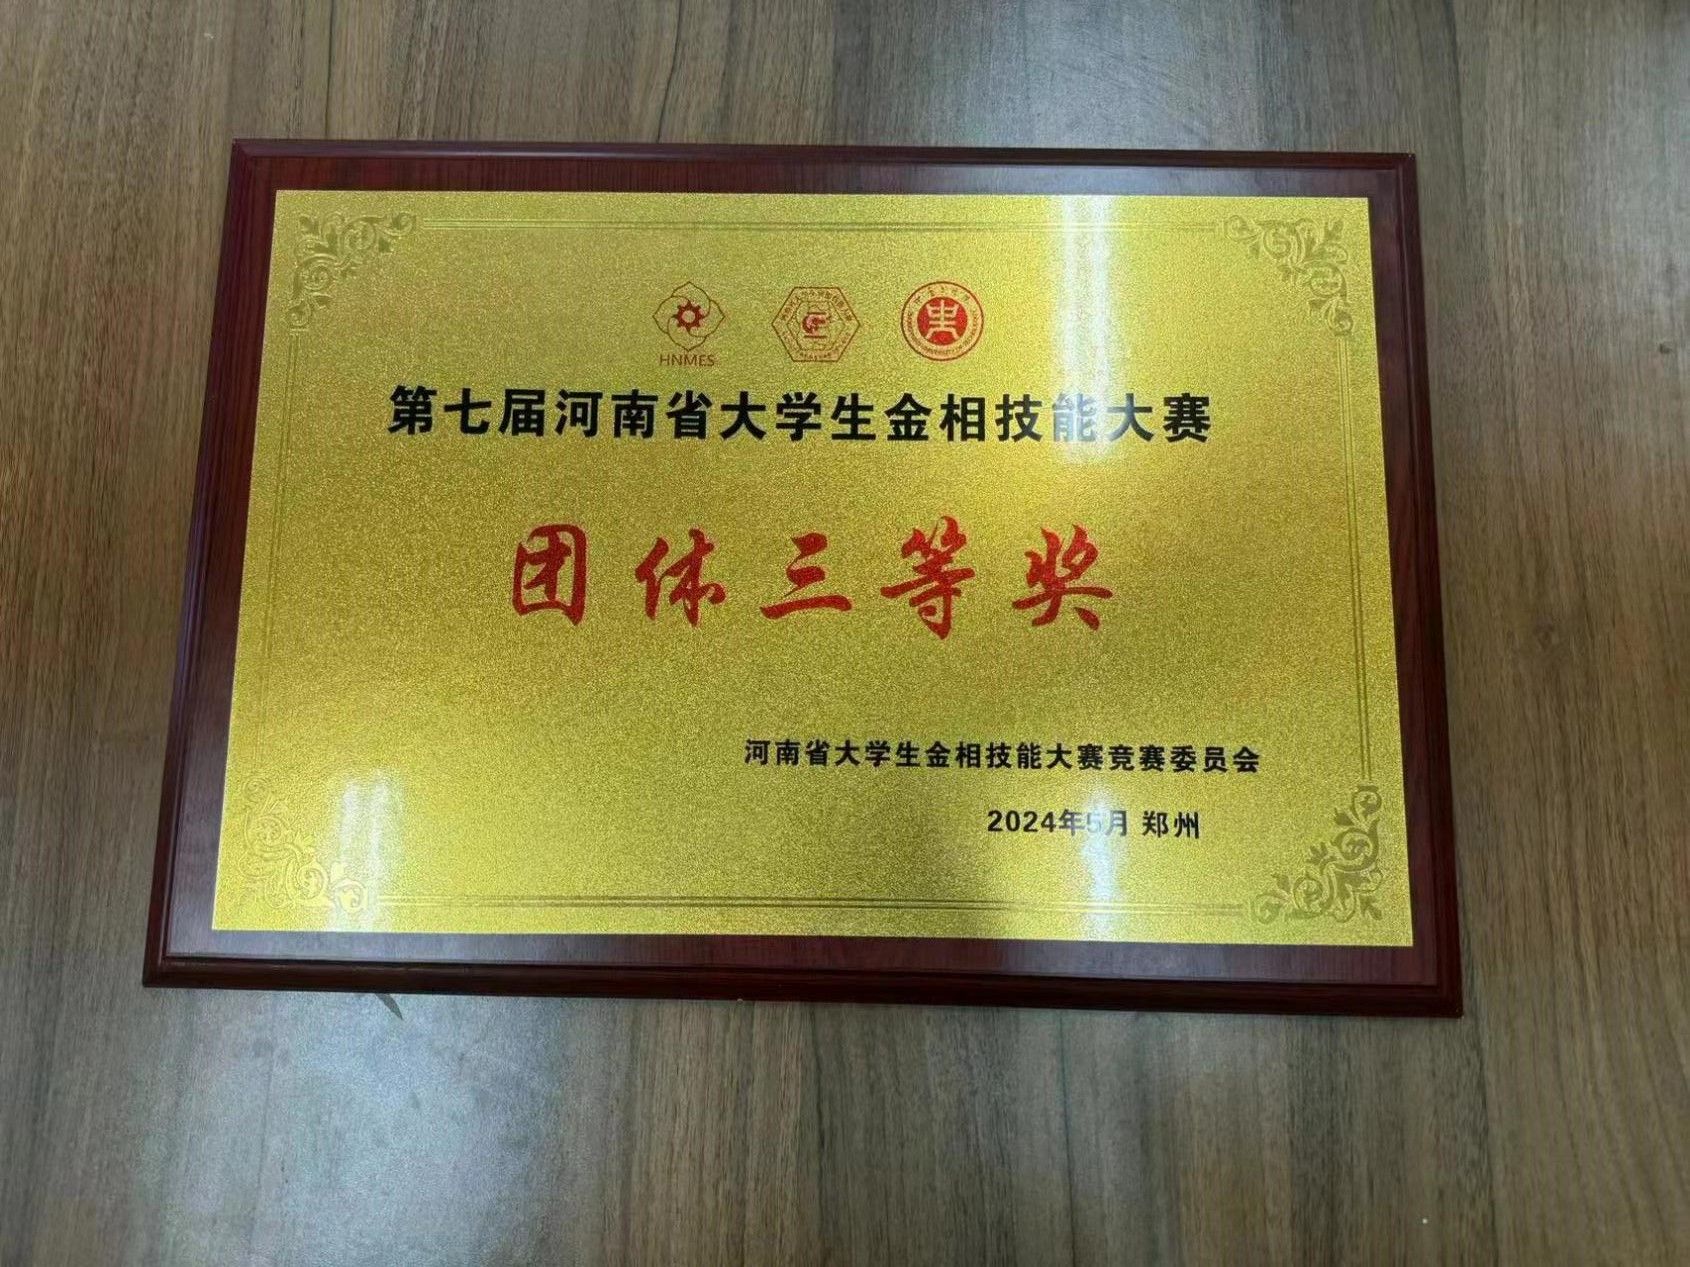 HNMES
第七届河南省大学生金相技能大赛
团体三等奖
河南省大学生金相技能大赛竞赛委员会
2024年5月 郑州